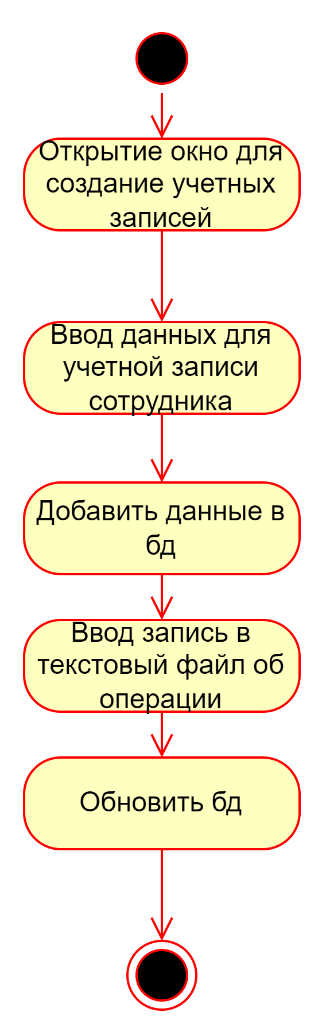 Открытие окно для
создание учетных
записей
Ввод данных для
учетной записи
сотрудника
Добавить данные в
бд
Ввод запись в
текстовый файл об
операции
Обновить бд